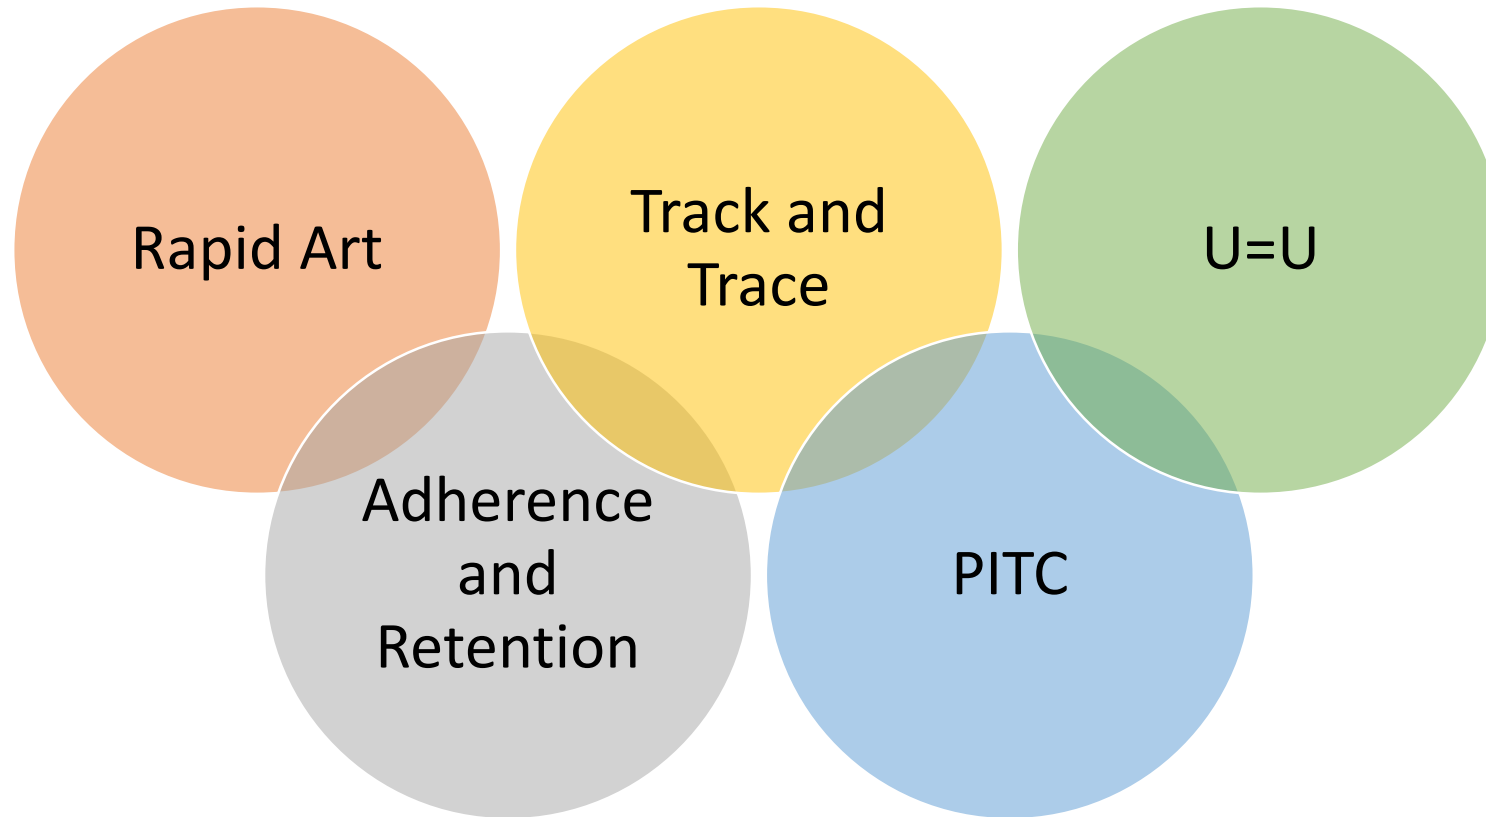 Rapid Art
Track and
Trace
U=U
Adherence
and
Retention
PITC